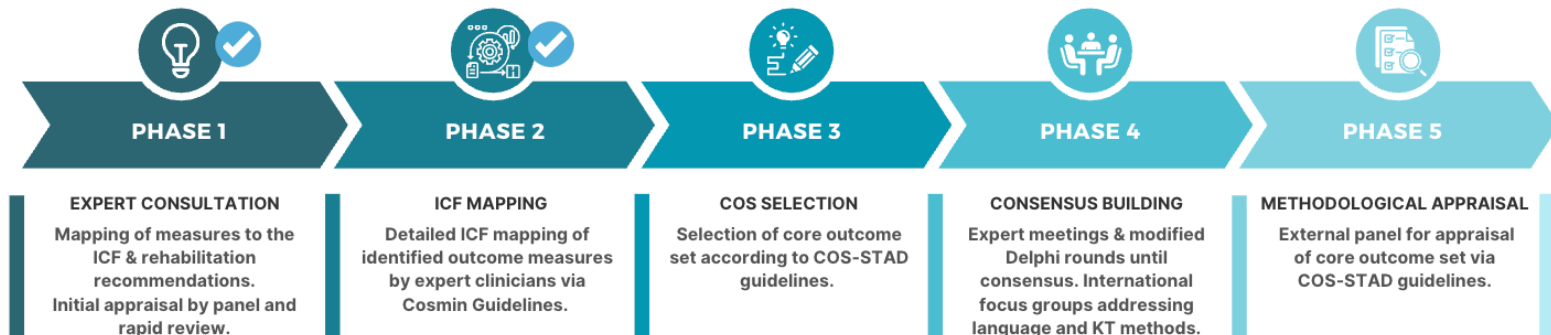 PHASE 1
PHASE 2
PHASE 3
PHASE 4
PHASE 5
EXPERT CONSULTATION
Mapping of measures to the
ICF & rehabilitation
recommendations.
Initial appraisal by panel and
rapid review.
ICF MAPPING
Detailed ICF mapping of
identified outcome measures
by expert clinicians via
Cosmin Guidelines.
COS SELECTION
Selection of core outcome
set according to COS-STAD
guidelines.
CONSENSUS BUILDING
Expert meetings & modified
Delphi rounds until
consensus. International
focus groups addressing
language and KT methods.
METHODOLOGICAL APPRAISAL
External panel for appraisal
of core outcome set via
COS-STAD guidelines.